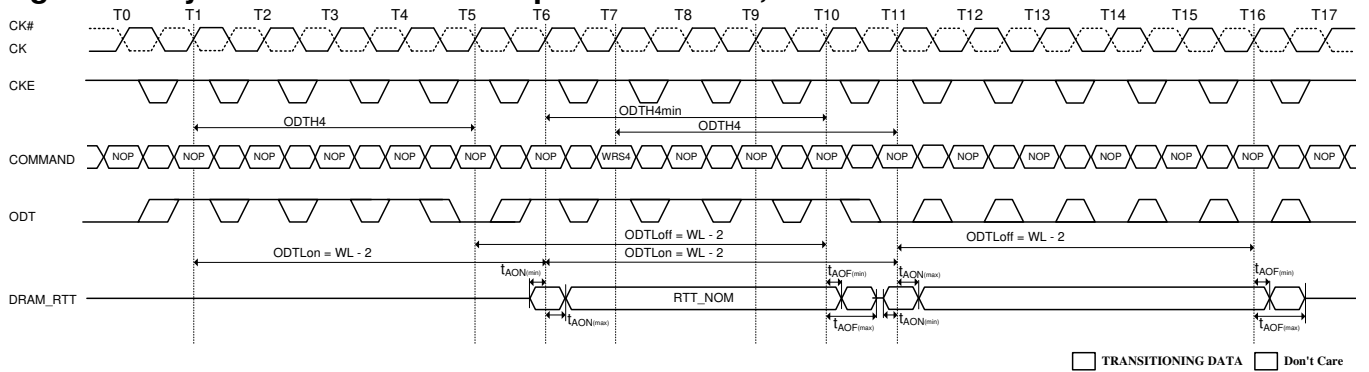 T0 T1 T2 T3 T4 T5 T6 T7 T8 T9 T10 T11 T12 T13 T14 T15 T16 T17
CK#
CK
CKE
ODTH4min
ODTH4 ODTH4
COMMAND NOP NOP NOP NOP NOP NOP NOP WRS4 NOP NOP NOP NOP NOP NOP NOP NOP NOP NOP
ODT
ODTLoff = WL - 2 ODTLoff = WL - 2
ODTLon = WL - 2 ODTLon = WL - 2
tAON(min) tAOF(min) tAON(max) tAOF(min)
DRAM_RTT RTT_NOM
tAON(max) tAOF(max) tAON(min) tAOF(max)
TRANSITIONING DATA Don't Care